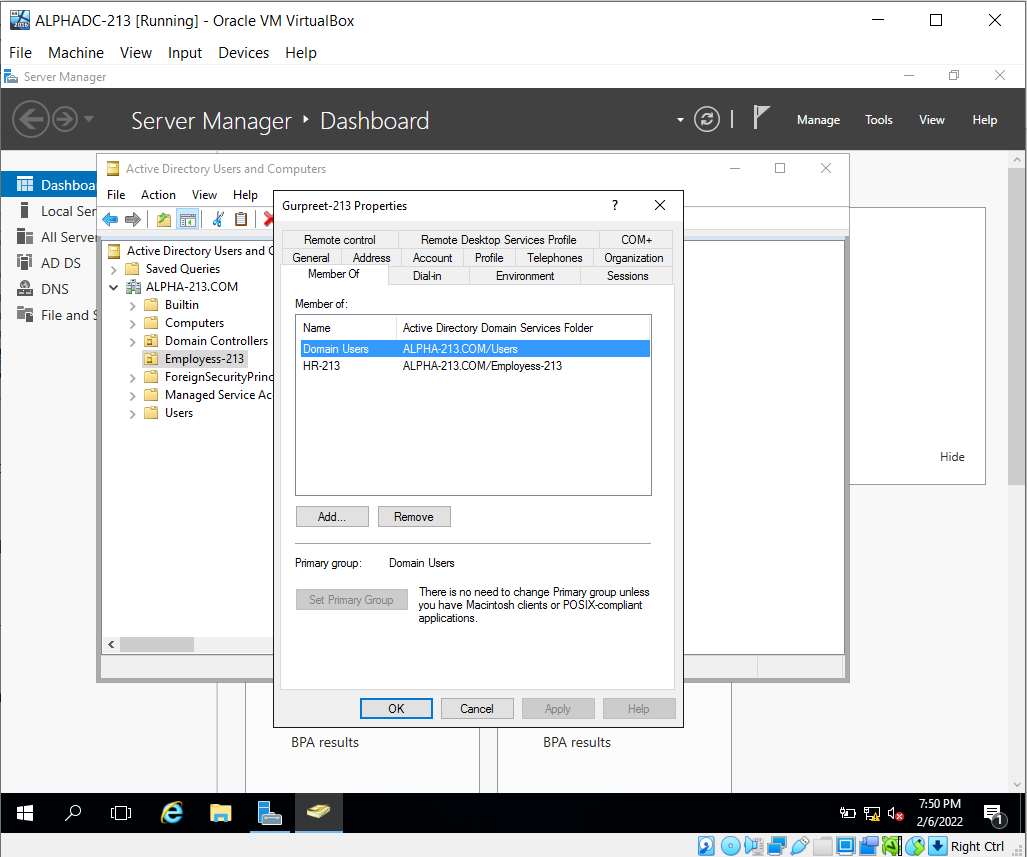 ALPHADC-213 [Running] - Oracle VM VirtualBox
File Machine View Input Devices Help
Server Manager
Server Manager Dashboard
Manage Tools View Help
Dashboa
Local Ser
All Server
AD DS
DNS
File and S
Active Directory Users and Computers
File Action View Help
Active Directory Users and C
Saved Queries
ALPHA-213.COM
Builtin
Computers
Domain Controllers
Employess-213
ForeignSecurityPrinc
Managed Service Ac
Users
Gurpreet-213 Properties
?
Remote control Remote Desktop Services Profile COM+
General Address Account Profile Telephones Organization
Member Of Dial-in Environment Sessions
Member of:
Name Active Directory Domain Services Folder
Domain Users ALPHA-213.COM/Users
HR-213 ALPHA-213.COM/Employess-213
Add... Remove
Primary group: Domain Users
Set Primary Group
There is no need to change Primary group unless
you have Macintosh clients or POSIX-compliant
applications.
OK Cancel Apply Help
Hide
BPA results BPA results
7:50 PM
2/6/2022
1
Right Ctrl